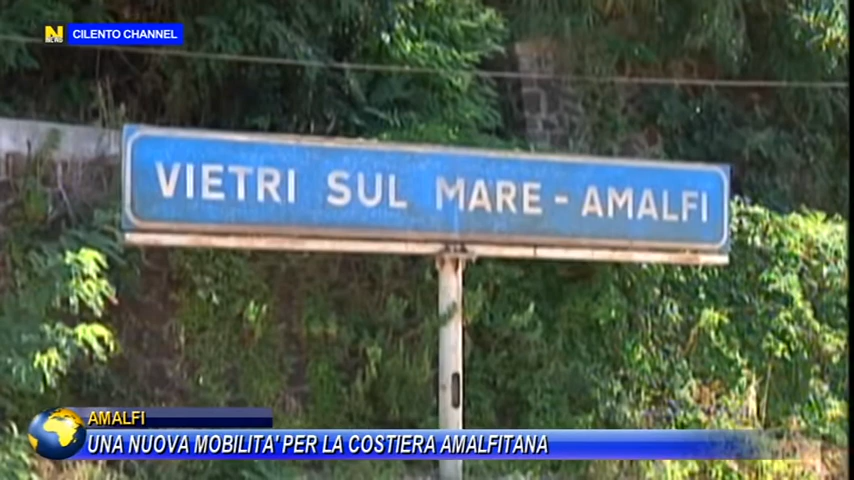 N
CILENTO CHANNEL
VIETRI SUL MARE - AMALFI
AMALFI
UNA NUOVA MOBILITA' PER LA COSTIERA AMALFITANA